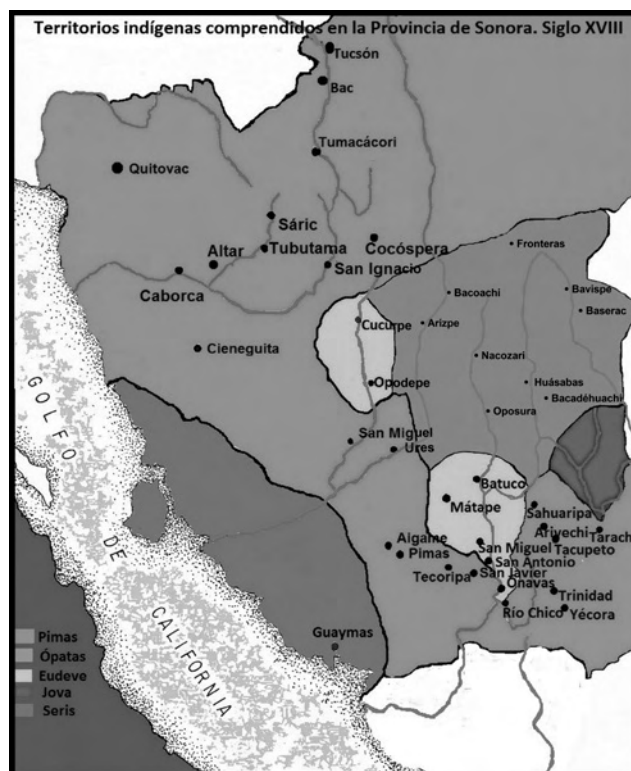 Territorios indígenas comprendidos en la Provincia de Sonora. Siglo XVIII
Tucsón
Bac
Tumacácori
Quitovac
Sáric
Altar
Tubutama
Cocóspera
San Ignacio
Caborca
Fronteras
Bacoachi
Bavispe
Baserac
Cucurpe
Arizpe
Cieneguita
Nacozari
Huásabas
Opodepe
Bacadéhuachi
Oposura
San Miguel
Ures
Batuco
Mátape
Sahuaripa
Arivechi
Tarach
Tacupeto
San Miguel
San Antonio
San Javier
Onavas
Aigame
Pimas
Tecoripa
Trinidad
Río Chico
Yécora
Guaymas
GOLFO
DE
CALIFORNIA
Pimas
Ópatas
Eudeve
Jova
Seris